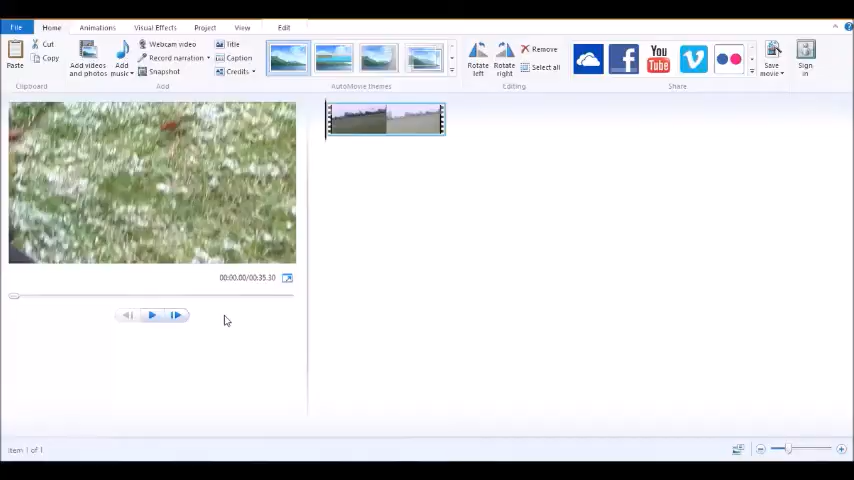 File Home Animations Visual Effects Project View Edit
Paste
Cut
Copy
Clipboard
Add videos
and photos
Add
music
Webcam video
Record narration
Snapshot
Title
Caption
Credits
Add
AutoMovie themes
Rotate
left
Rotate
right
Remove
Select all
Editing
You
Tube
Share
Save
movie
Sign
in
00:00.00/00:35.30
Item 1 of 1